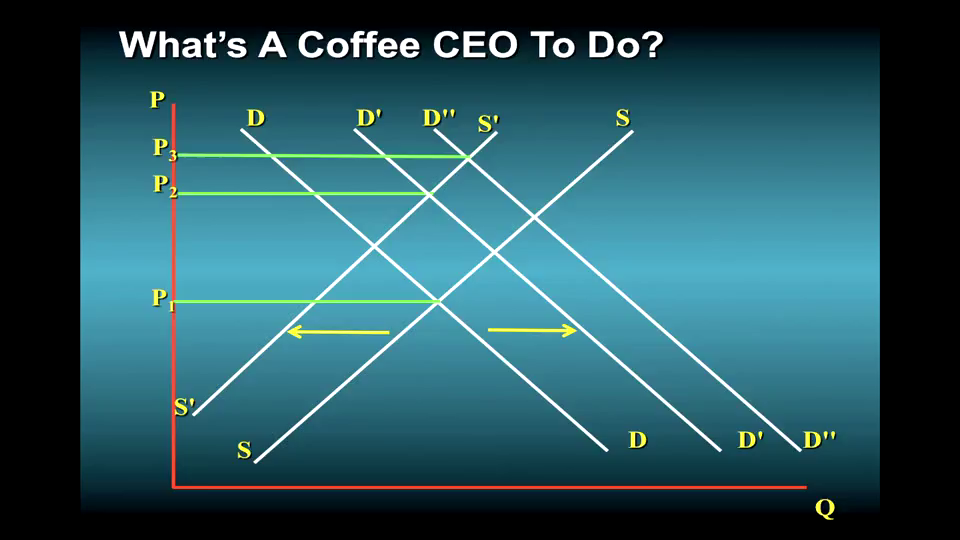 What's A Coffee CEO To Do?
P
D
D'
D''
S'
S
P3
P2
P1
S'
S
D
D'
D''
Q